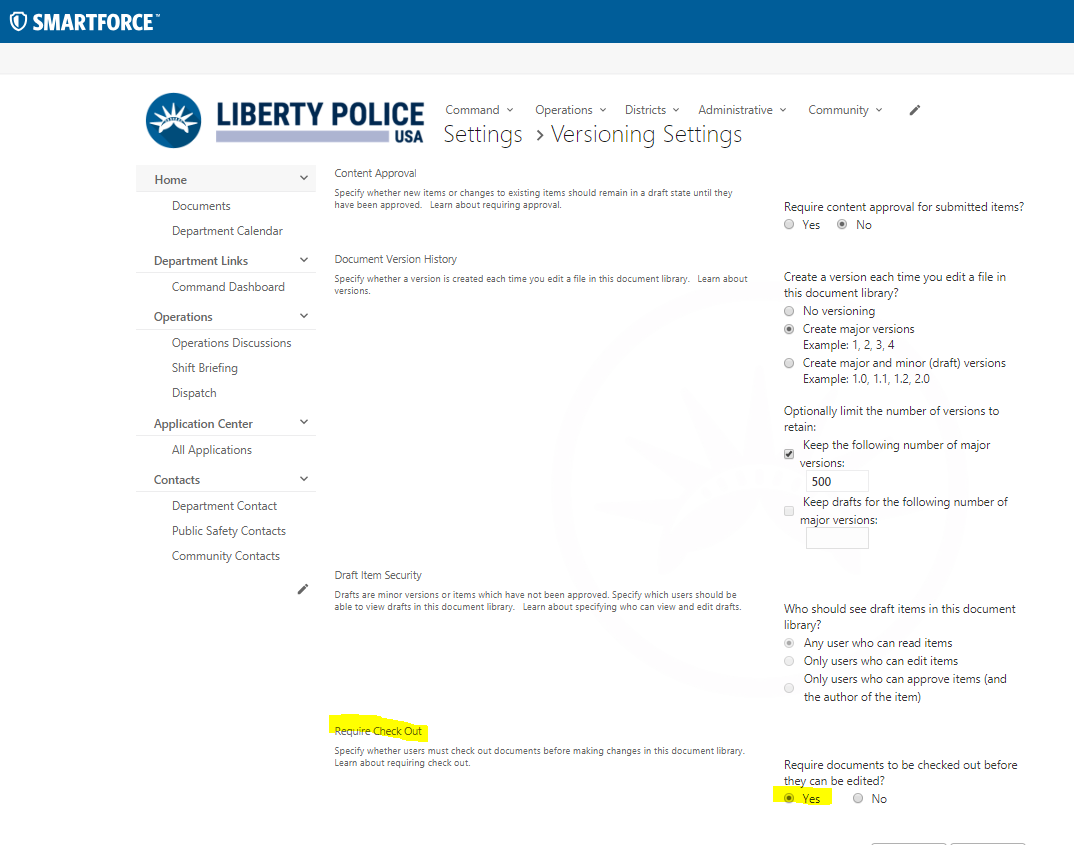 SMARTFORCE™
LIBERTY POLICE
USA
Command
Operations
Districts
Administrative
Community
Settings > Versioning Settings
Home
Documents
Department Calendar
Department Links
Command Dashboard
Operations
Operations Discussions
Shift Briefing
Dispatch
Application Center
All Applications
Contacts
Department Contact
Public Safety Contacts
Community Contacts
Content Approval
Specify whether new items or changes to existing items should remain in a draft state until they
have been approved.   Learn about requiring approval.
Require content approval for submitted items?
Yes
No
Document Version History
Specify whether a version is created each time you edit a file in this document library.   Learn about
versions.
Create a version each time you edit a file in
this document library?
No versioning
Create major versions
Example: 1, 2, 3, 4
Create major and minor (draft) versions
Example: 1.0, 1.1, 1.2, 2.0
Optionally limit the number of versions to
retain:
Keep the following number of major
versions:
500
Keep drafts for the following number of
major versions:
Draft Item Security
Drafts are minor versions or items which have not been approved. Specify which users should be
able to view drafts in this document library.   Learn about specifying who can view and edit drafts.
Who should see draft items in this document
library?
Any user who can read items
Only users who can edit items
Only users who can approve items (and
the author of the item)
Require Check Out
Specify whether users must check out documents before making changes in this document library.
Learn about requiring check out.
Require documents to be checked out before
they can be edited?
Yes
No